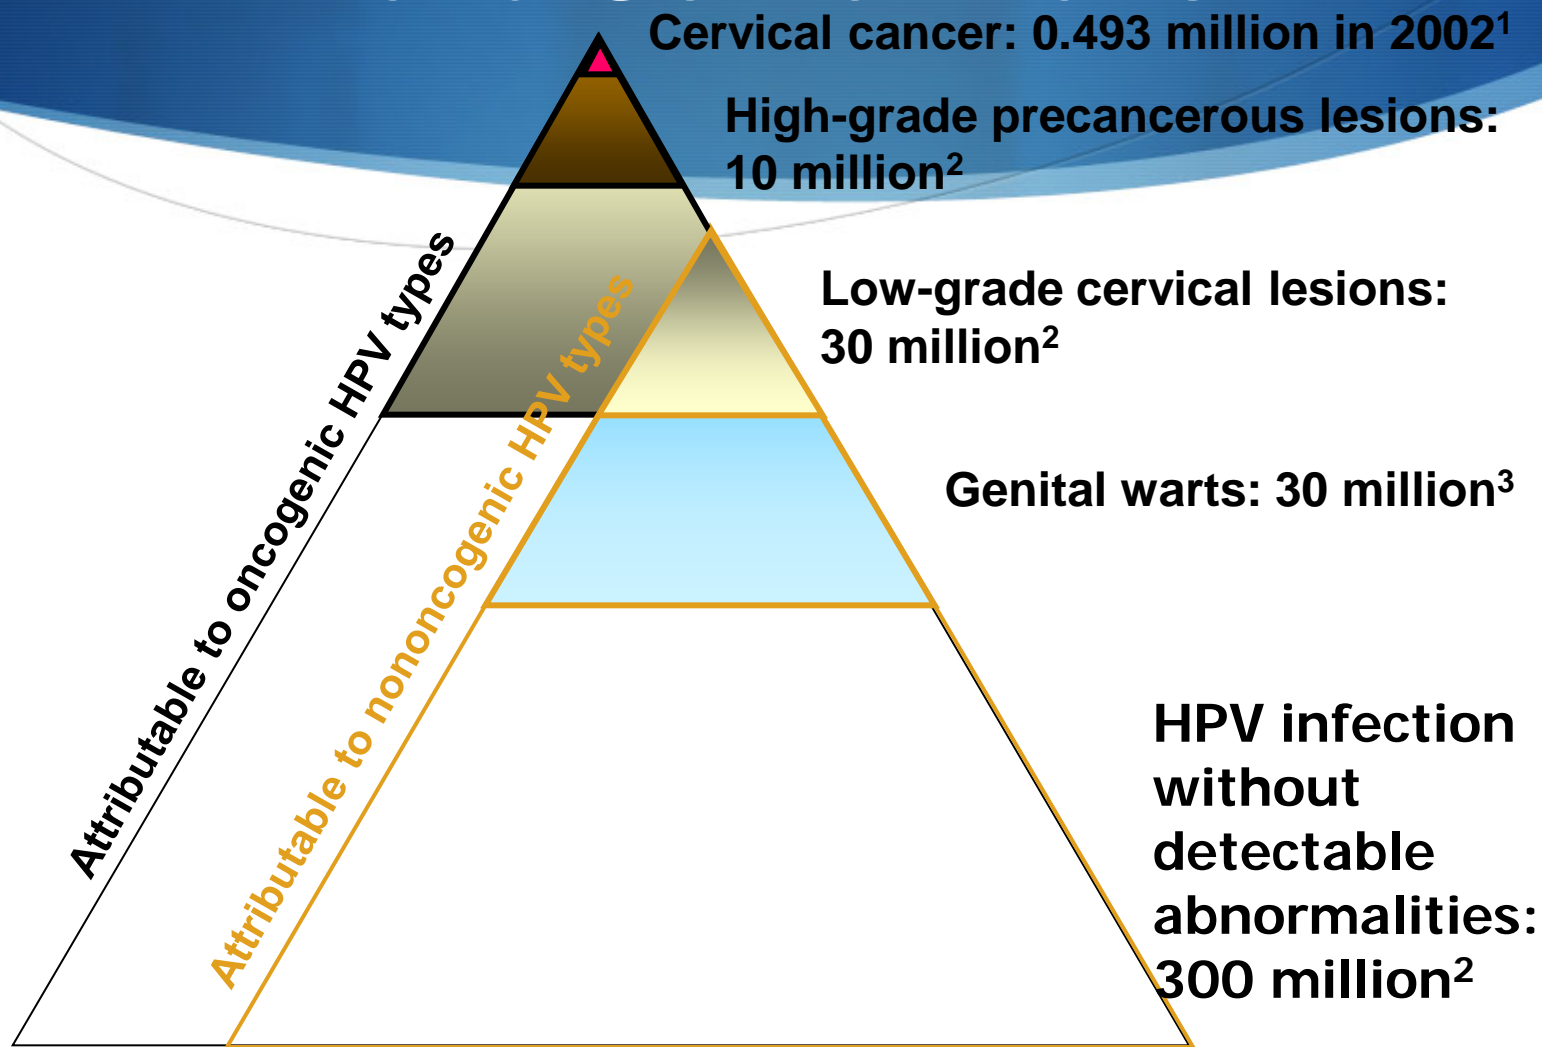 Cervical cancer: 0.493 million in 2002¹
High-grade precancerous lesions:
10 million²
Low-grade cervical lesions:
30 million²
Genital warts: 30 million³
HPV infection
without
detectable
abnormalities:
300 million²
Attributable to oncogenic HPV types
Attributable to nononcogenic HPV types